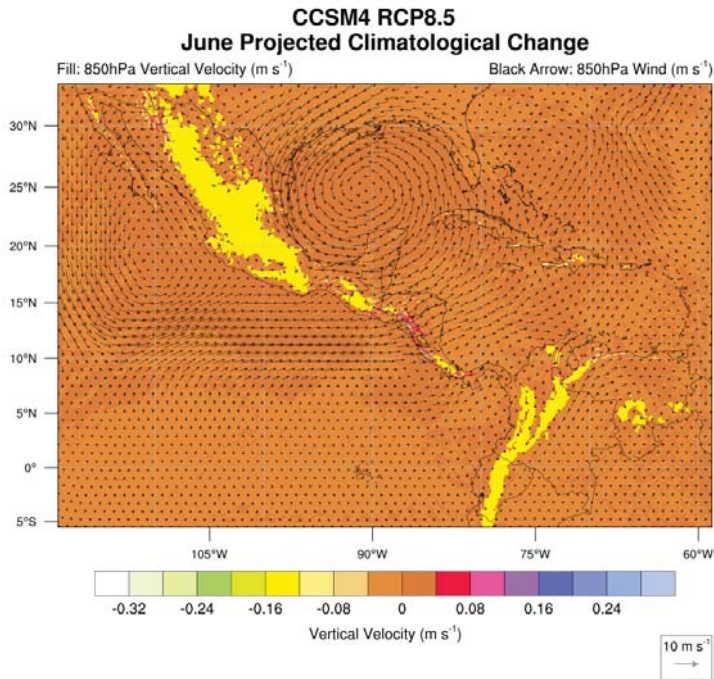 CCSM4 RCP8.5
June Projected Climatological Change
Fill: 850hPa Vertical Velocity (m s⁻¹) Black Arrow: 850hPa Wind (m s⁻¹)
30°N
25°N
20°N
15°N
10°N
5°N
0°
5°S
105°W 90°W 75°W 60°W
-0.32 -0.24 -0.16 -0.08 0 0.08 0.16 0.24
Vertical Velocity (m s⁻¹)
10 m s⁻¹